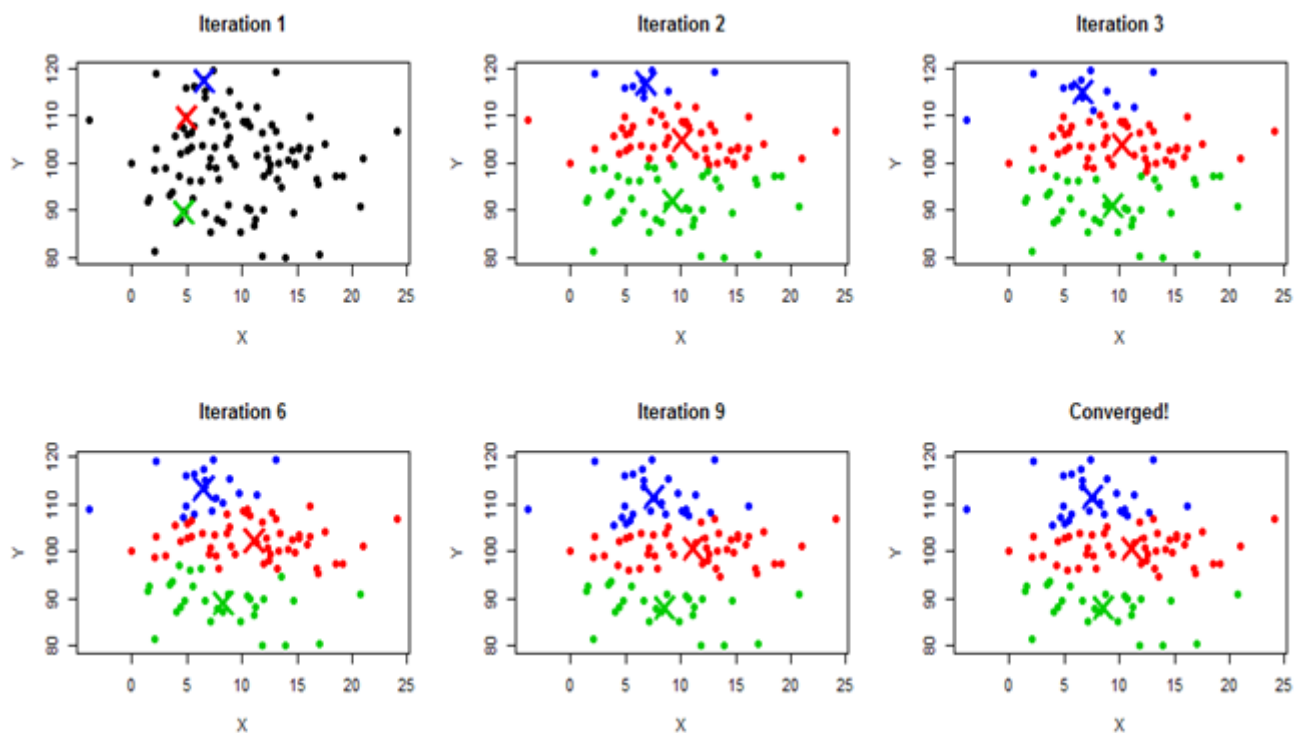 Iteration 1
Y
80 90 100 110 120
0 5 10 15 20 25
X
Iteration 2
Y
80 90 100 110 120
0 5 10 15 20 25
X
Iteration 3
Y
80 90 100 110 120
0 5 10 15 20 25
X
Iteration 6
Y
80 90 100 110 120
0 5 10 15 20 25
X
Iteration 9
Y
80 90 100 110 120
0 5 10 15 20 25
X
Converged!
Y
80 90 100 110 120
0 5 10 15 20 25
X